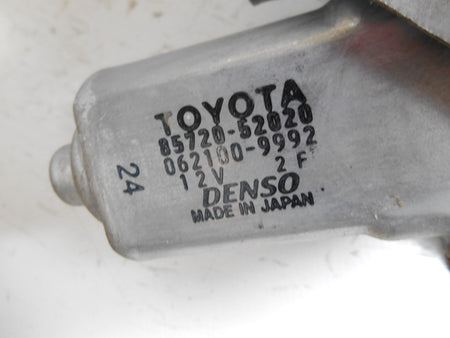 TOYOTA
85720-52020
062100-9992
12V 2F
DENSO
MADE IN JAPAN
24